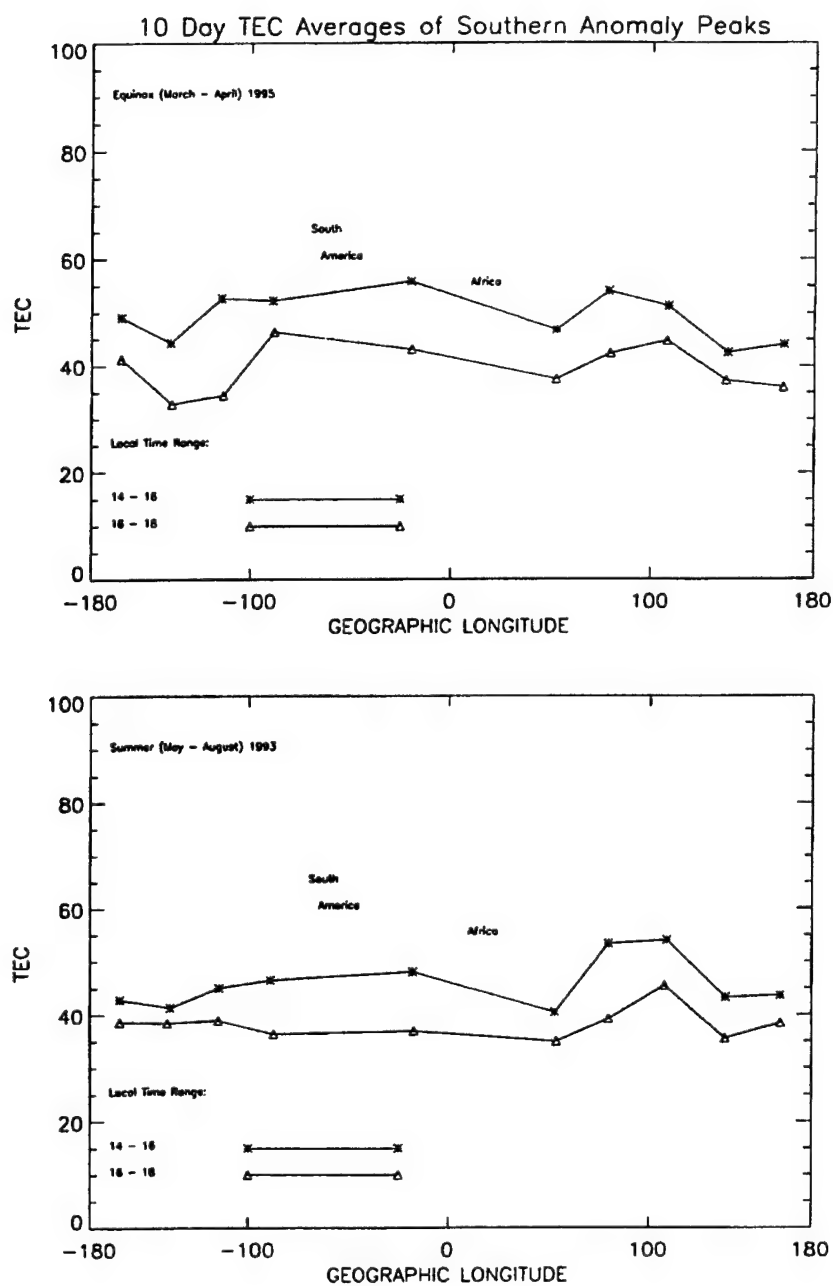 10 Day TEC Averages of Southern Anomaly Peaks
100
Equinox (March - April) 1995
80
South
America
60
Africa
TEC
40
Local Time Range:
20
14 - 16
16 - 18
0
-180 -100 0 100 180
GEOGRAPHIC LONGITUDE
100
Summer (May - August) 1993
80
South
America
60
Africa
TEC
40
Local Time Range:
20
14 - 16
16 - 18
0
-180 -100 0 100 180
GEOGRAPHIC LONGITUDE